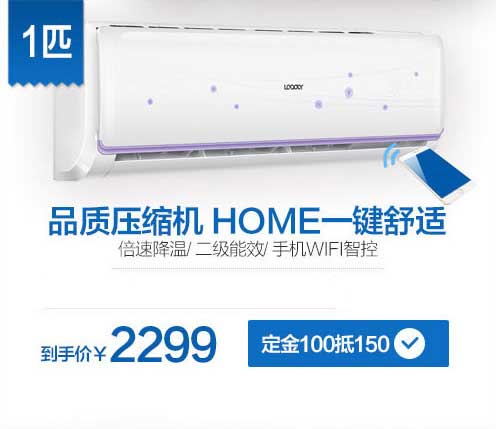 1匹
Leader
品质压缩机 HOME一键舒适
倍速降温/ 二级能效/ 手机WIFI智控
到手价¥2299
定金100抵150